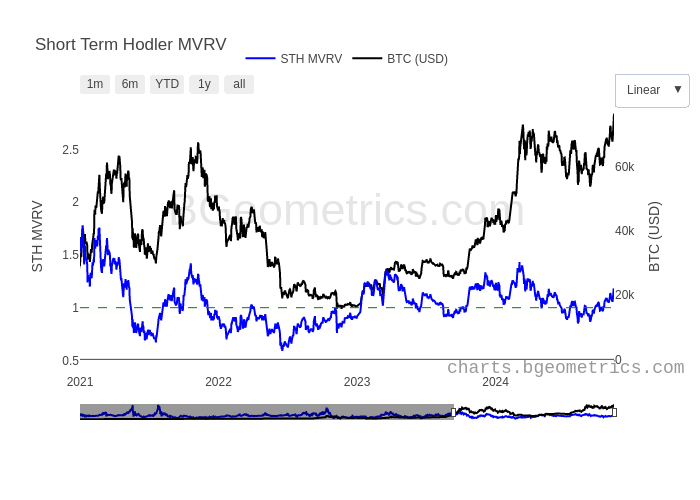 Short Term Hodler MVRV
STH MVRV BTC (USD)
1m 6m YTD 1y all
Linear ▼
2.5
2
1.5
1
0.5
STH MVRV
60k
40k
20k
0
BTC (USD)
BGeometrics.com
charts.bgeometrics.com
2021 2022 2023 2024